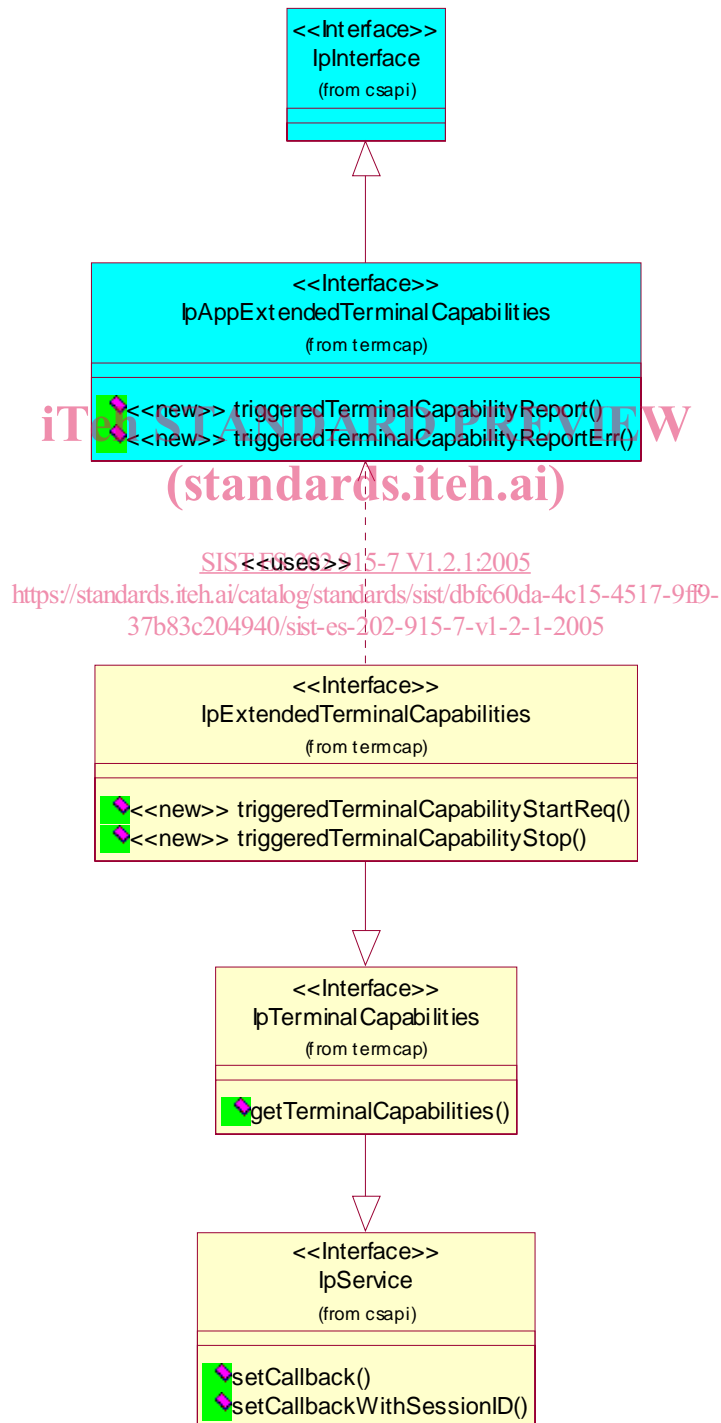 <<Interface>>
IpInterface
(from csapi)
<<Interface>>
IpAppExtendedTerminalCapabilities
(from termcap)
<<new>> triggeredTerminalCapabilityReport()
<<new>> triggeredTerminalCapabilityReportErr()
iTeh STANDARD PREVIEW
(standards.iteh.ai)
<<uses>>
SIST ES 202 915-7 V1.2.1:2005
https://standards.iteh.ai/catalog/standards/sist/dbfc60da-4c15-4517-9ff9-
37b83c204940/sist-es-202-915-7-v1-2-1-2005
<<Interface>>
IpExtendedTerminalCapabilities
(from termcap)
<<new>> triggeredTerminalCapabilityStartReq()
<<new>> triggeredTerminalCapabilityStop()
<<Interface>>
IpTerminalCapabilities
(from termcap)
getTerminalCapabilities()
<<Interface>>
IpService
(from csapi)
setCallback()
setCallbackWithSessionID()